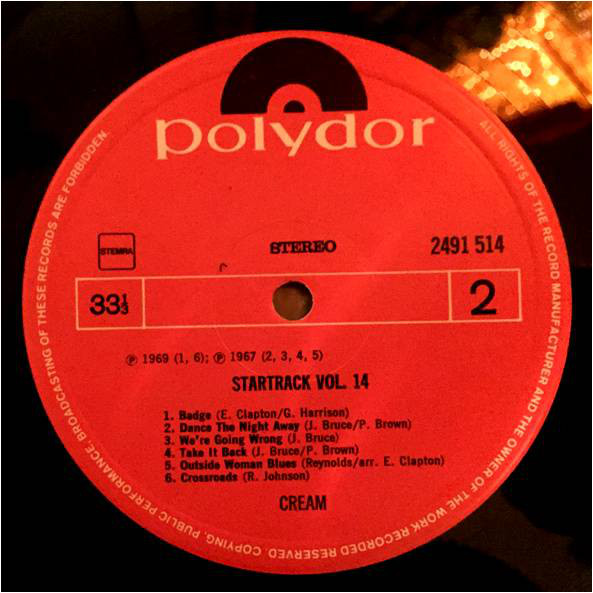 polydor
STEMRA
STEREO
2491 514
33⅓
2
℗ 1969 (1, 6); ℗ 1967 (2, 3, 4, 5)
STARTRACK VOL. 14
1. Badge (E. Clapton/G. Harrison)
2. Dance The Night Away (J. Bruce/P. Brown)
3. We're Going Wrong (J. Bruce)
4. Take It Back (J. Bruce/P. Brown)
5. Outside Woman Blues (Reynolds/arr. E. Clapton)
6. Crossroads (R. Johnson)
CREAM
ALL RIGHTS OF THE RECORD MANUFACTURER AND THE OWNER OF THE WORK RECORDED RESERVED. COPYING, PUBLIC PERFORMANCE, BROADCASTING OF THESE RECORDS ARE FORBIDDEN.